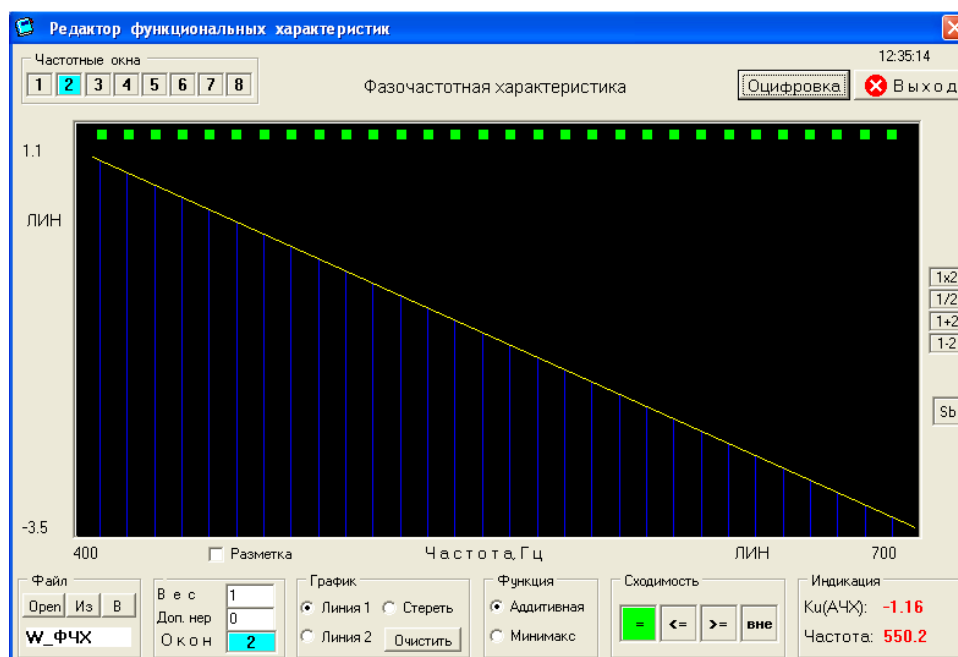 Редактор функциональных характеристик
12:35:14
Частотные окна
1 2 3 4 5 6 7 8
Фазочастотная характеристика
Оцифровка
Выход
1.1
ЛИН
-3.5
1x2
1/2
1+2
1-2
Sb
400
Разметка
Частота, Гц
ЛИН
700
Файл
Open Из В
W_ФЧХ
Вес 1
Доп. нер 0
Окон 2
График
Линия 1 Стереть
Линия 2 Очистить
Функция
Аддитивная
Минимакс
Сходимость
= <= >= вне
Индикация
Ku(АЧХ): -1.16
Частота: 550.2